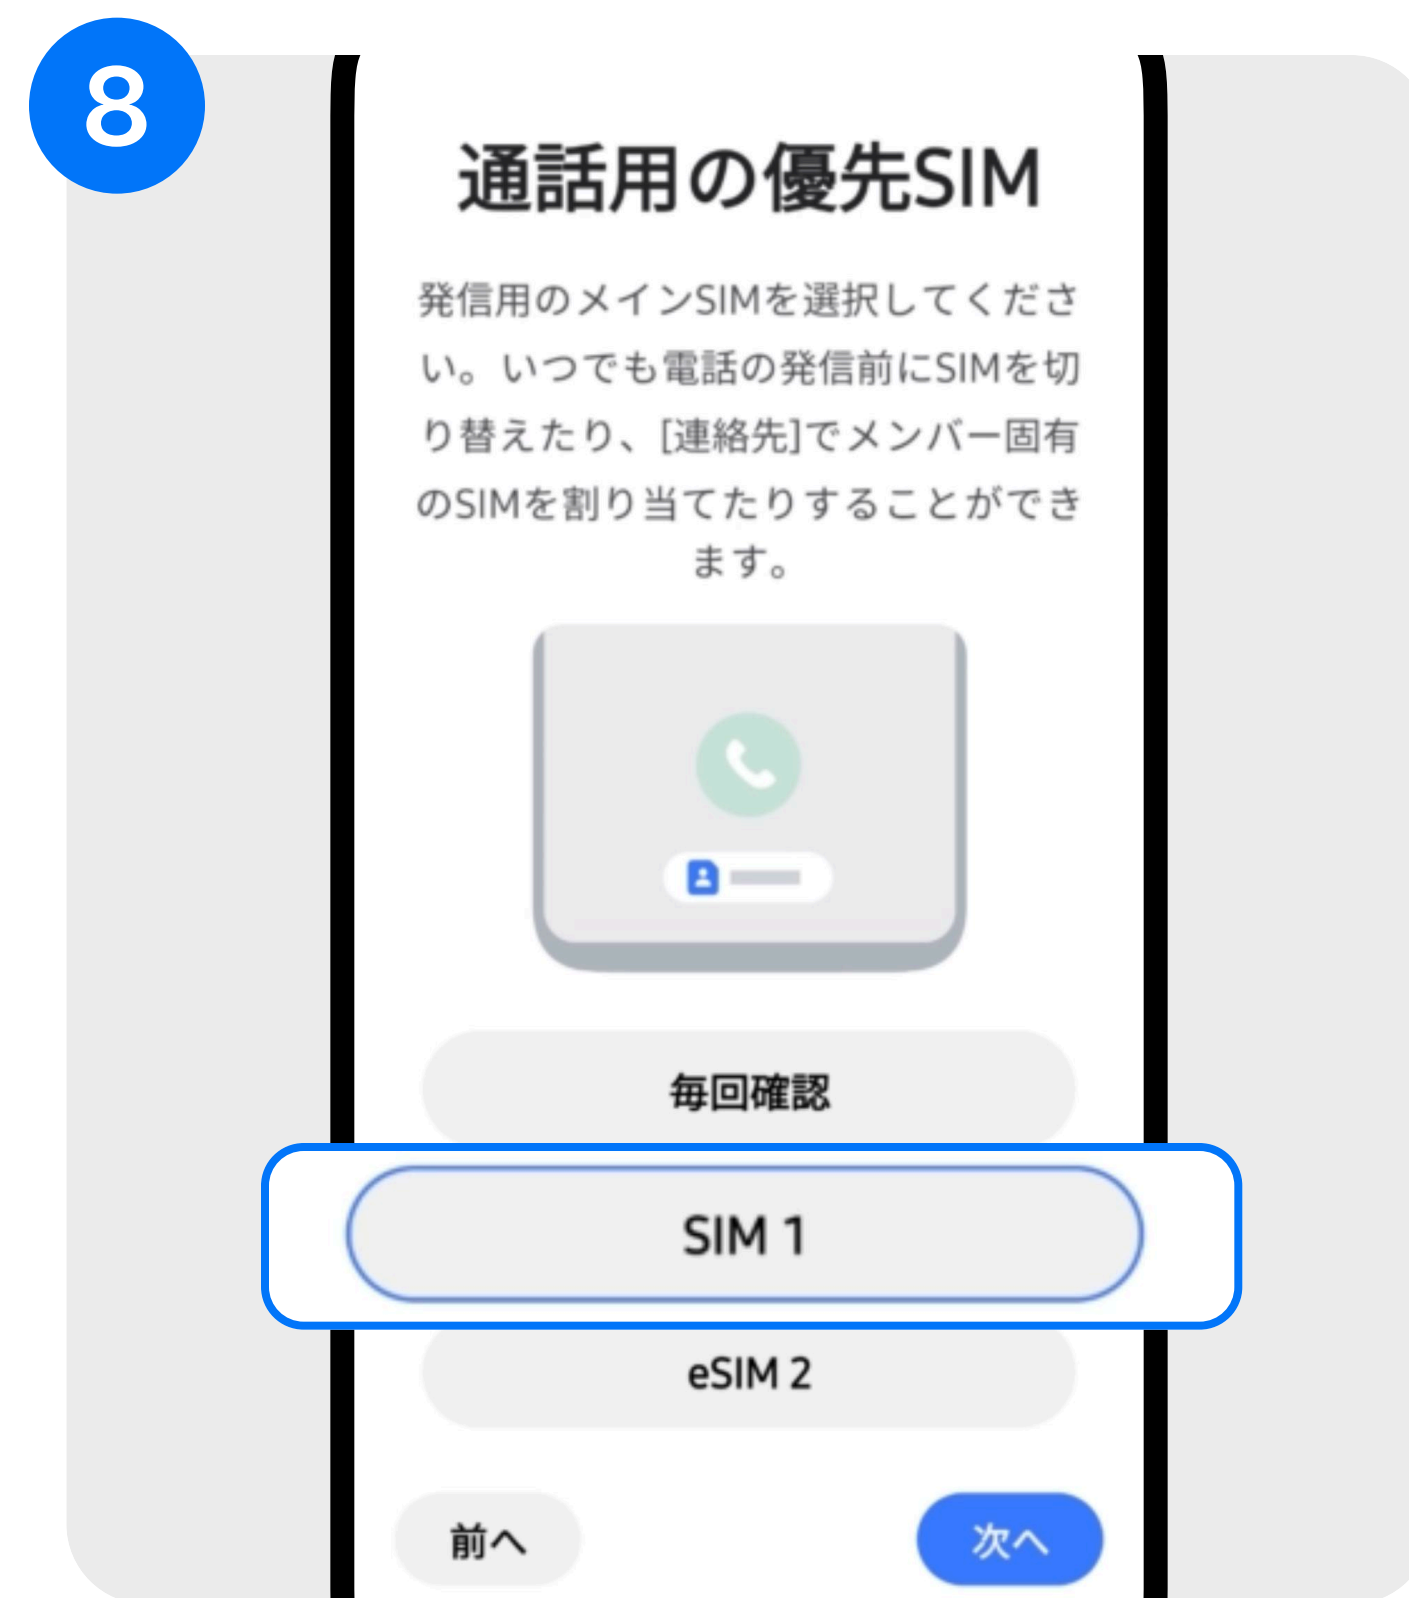 8
通話用の優先SIM
発信用のメインSIMを選択してくださ
い。いつでも電話の発信前にSIMを切
り替えたり、[連絡先]でメンバー固有
のSIMを割り当てたりすることができ
ます。
毎回確認
SIM 1
eSIM 2
前へ
次へ